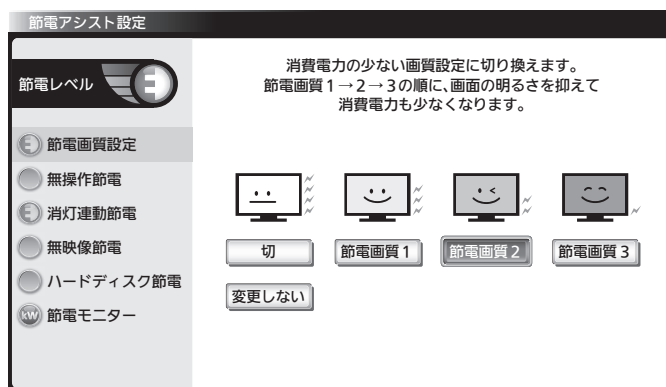 節電アシスト設定
節電レベル
E
消費電力の少ない画質設定に切り換えます。
節電画質1→2→3の順に、画面の明るさを抑えて
消費電力も少なくなります。
E 節電画質設定
無操作節電
E 消灯連動節電
無映像節電
ハードディスク節電
kW 節電モニター
切
節電画質1
節電画質2
節電画質3
変更しない